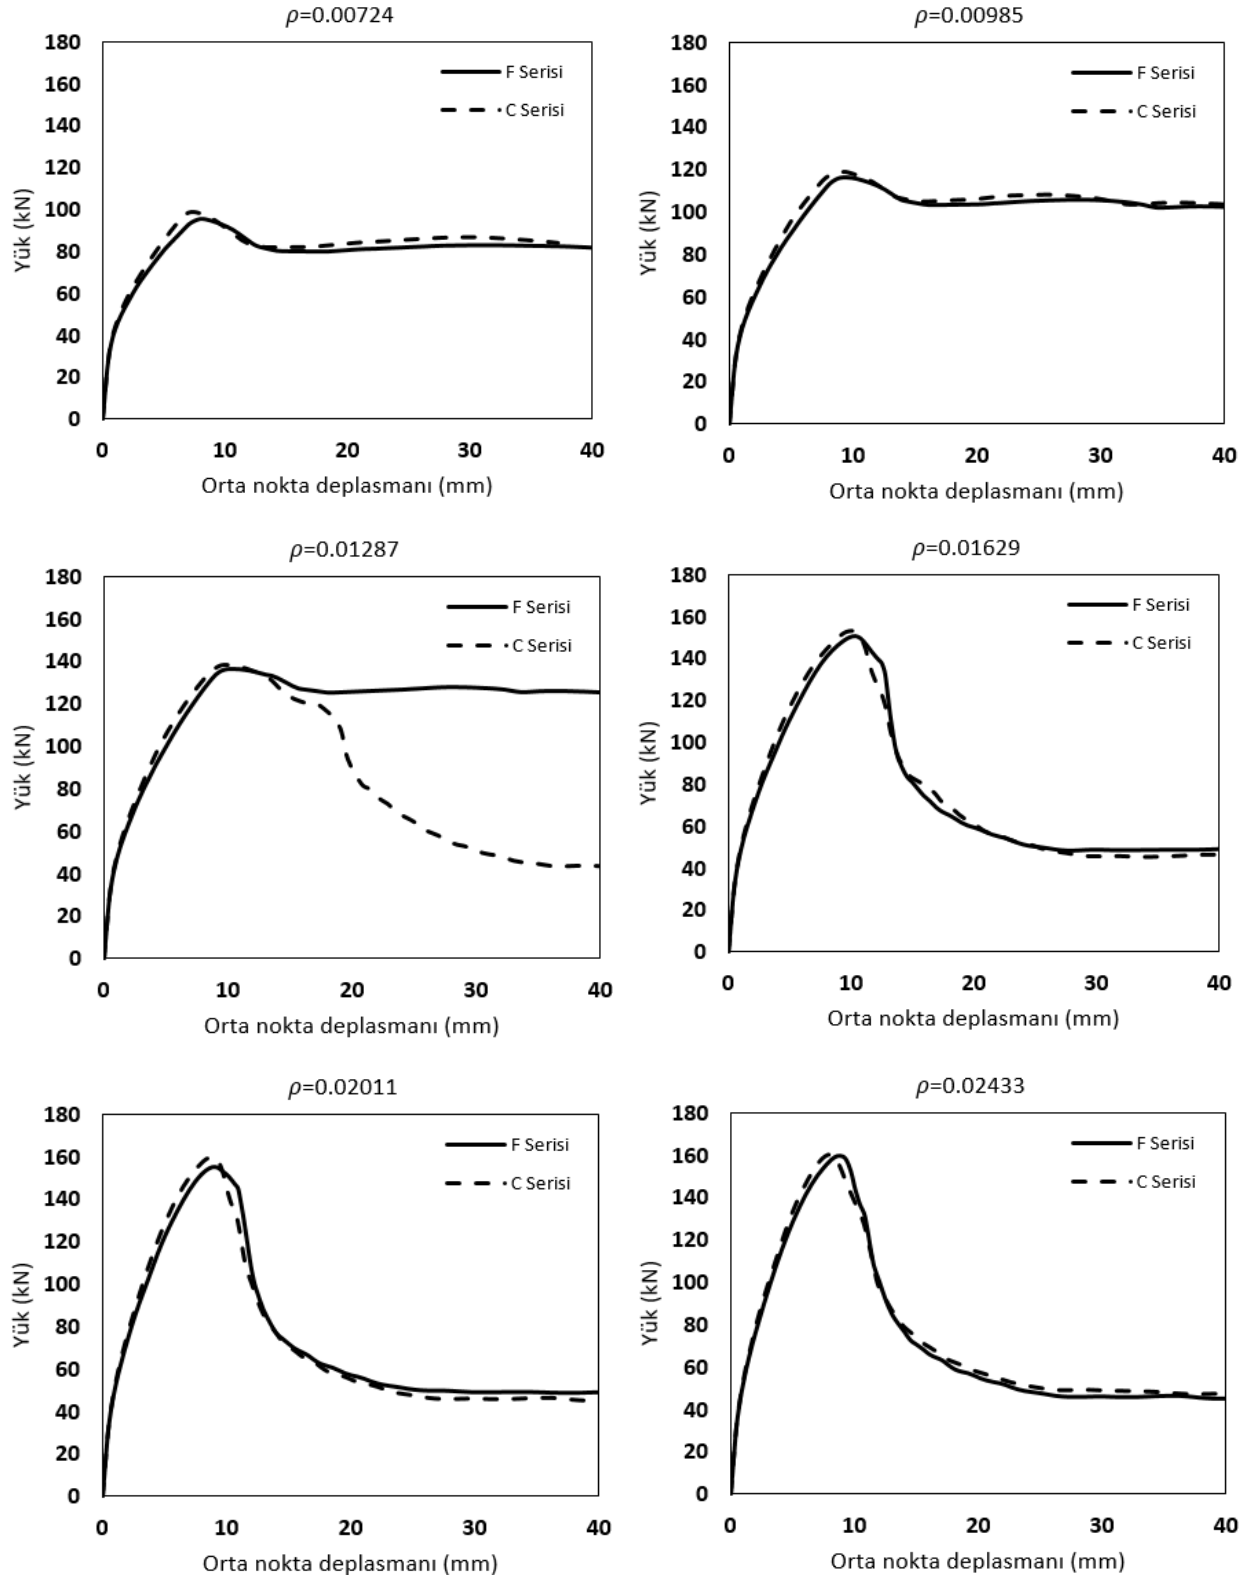 ρ=0.00724
180
160
140
120
100
80
60
40
20
0
Yük (kN)
F Serisi
C Serisi
0 10 20 30 40
Orta nokta deplasmanı (mm)
ρ=0.00985
180
160
140
120
100
80
60
40
20
0
Yük (kN)
F Serisi
C Serisi
0 10 20 30 40
Orta nokta deplasmanı (mm)
ρ=0.01287
180
160
140
120
100
80
60
40
20
0
Yük (kN)
F Serisi
C Serisi
0 10 20 30 40
Orta nokta deplasmanı (mm)
ρ=0.01629
180
160
140
120
100
80
60
40
20
0
Yük (kN)
F Serisi
C Serisi
0 10 20 30 40
Orta nokta deplasmanı (mm)
ρ=0.02011
180
160
140
120
100
80
60
40
20
0
Yük (kN)
F Serisi
C Serisi
0 10 20 30 40
Orta nokta deplasmanı (mm)
ρ=0.02433
180
160
140
120
100
80
60
40
20
0
Yük (kN)
F Serisi
C Serisi
0 10 20 30 40
Orta nokta deplasmanı (mm)